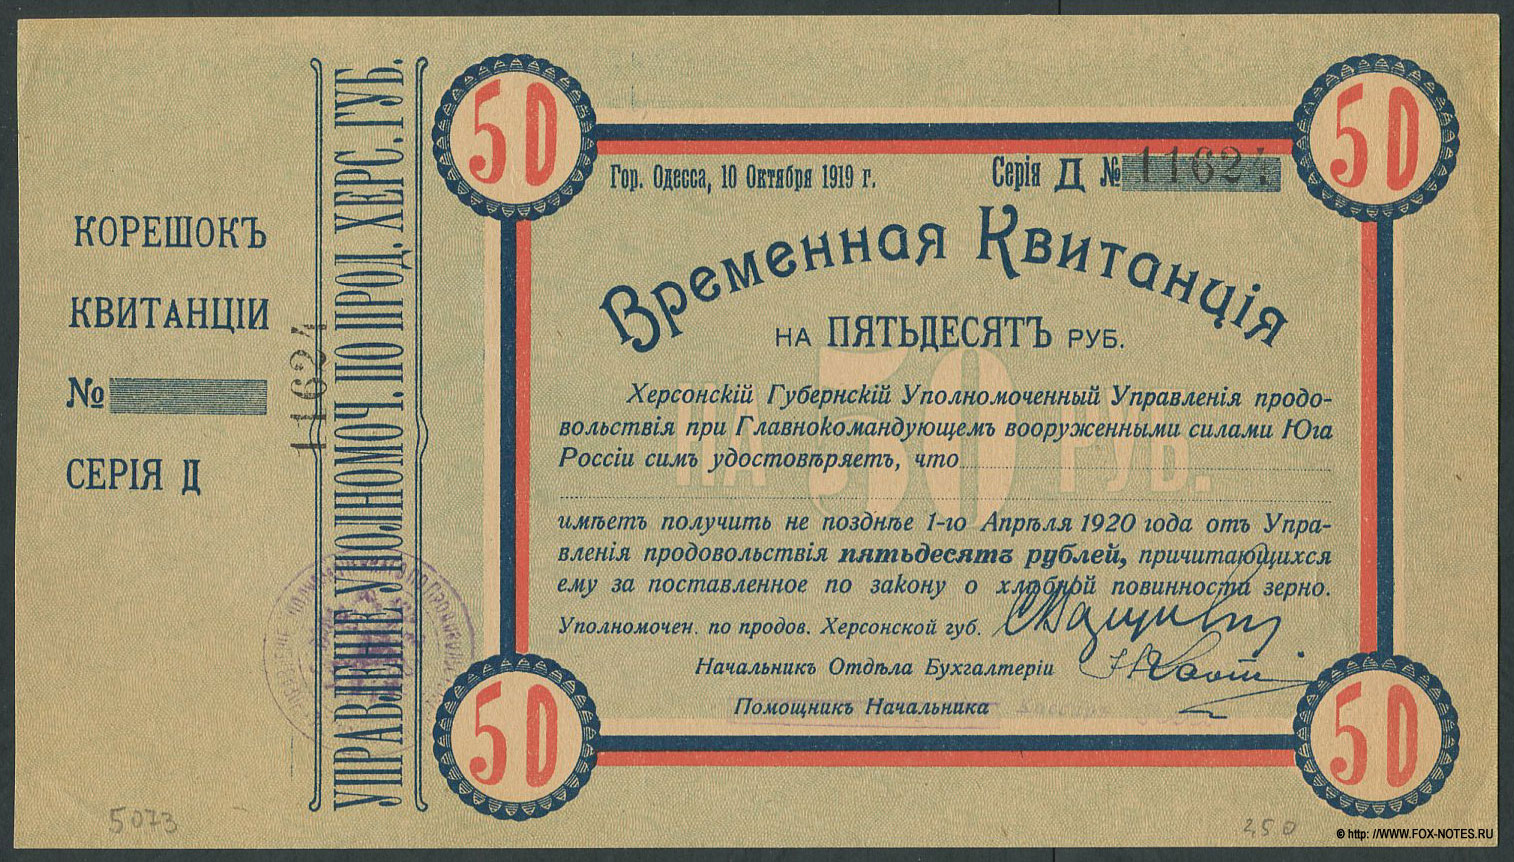 КОРЕШОКЪ
КВИТАНЦІИ
№
СЕРІЯ Д
11624
УПРАВЛЕНІЕ УПОЛНОМОЧ. ПО ПРОД. ХЕРС. ГУБ.
50
50
Гор. Одесса, 10 Октября 1919 г.
Серія Д № 11624
Временная Квитанція
НА ПЯТЬДЕСЯТЪ РУБ.
НА 50 РУБ.
Херсонскій Губернскій Уполномоченный Управленія продо-
вольствія при Главнокомандующемъ вооруженными силами Юга
Россіи симъ удостовѣряетъ, что
имѣетъ получить не позднѣе 1-го Апрѣля 1920 года отъ Упра-
вленія продовольствія пятьдесятъ рублей, причитающихся
ему за поставленное по закону о хлѣбной повинности зерно.
Уполномочен. по продов. Херсонской губ.
Начальникъ Отдѣла Бухгалтеріи
Помощникъ Начальника
50
50
5073
250
© http: //WWW.FOX-NOTES.RU